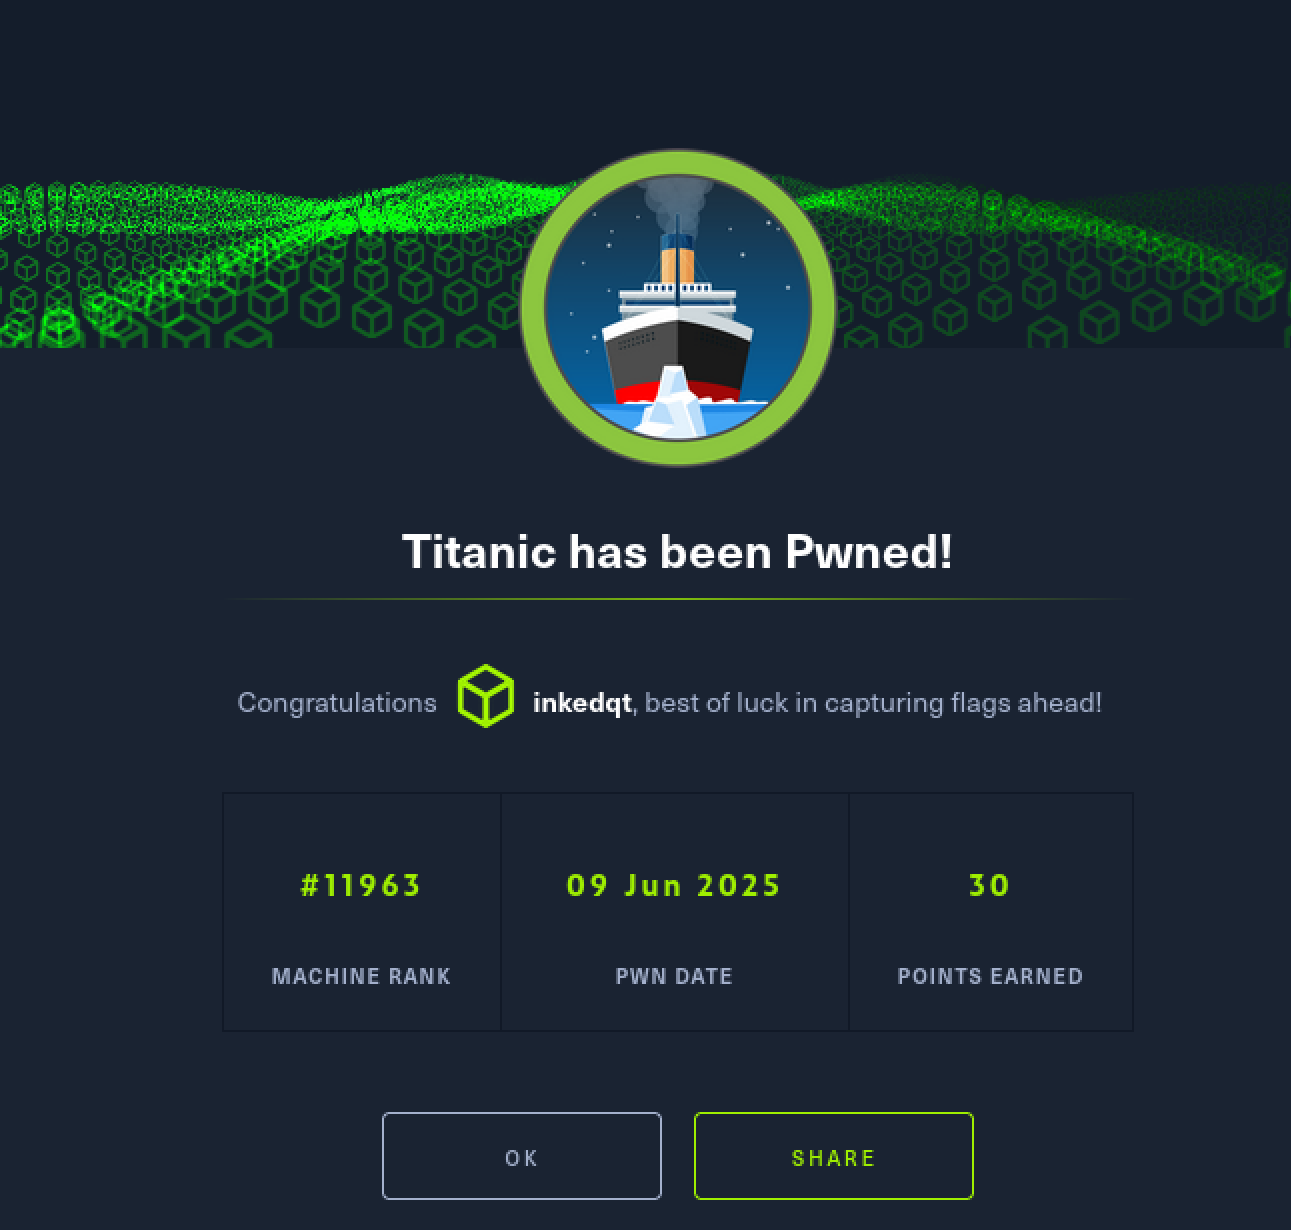 Titanic has been Pwned!
Congratulations inkedqt, best of luck in capturing flags ahead!
#11963 09 Jun 2025 30
MACHINE RANK PWN DATE POINTS EARNED
OK SHARE